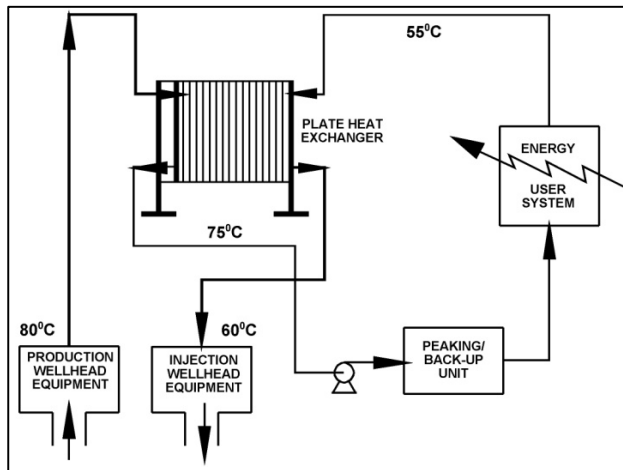 55⁰C
PLATE HEAT
EXCHANGER
ENERGY
USER
SYSTEM
75⁰C
80⁰C
60⁰C
PRODUCTION
WELLHEAD
EQUIPMENT
INJECTION
WELLHEAD
EQUIPMENT
PEAKING/
BACK-UP
UNIT